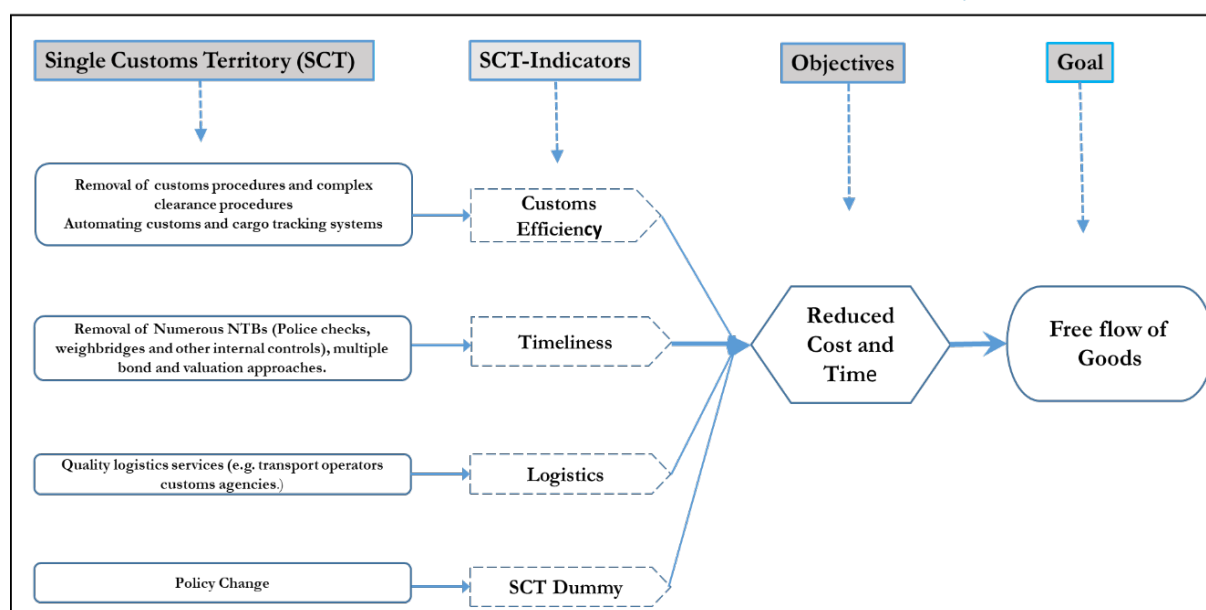 Single Customs Territory (SCT)
SCT-Indicators
Objectives
Goal
Removal of customs procedures and complex
clearance procedures
Automating customs and cargo tracking systems
Customs
Efficiency
Removal of Numerous NTBs (Police checks,
weighbridges and other internal controls), multiple
bond and valuation approaches.
Timeliness
Reduced
Cost and
Time
Free flow of
Goods
Quality logistics services (e.g. transport operators
customs agencies.)
Logistics
Policy Change
SCT Dummy